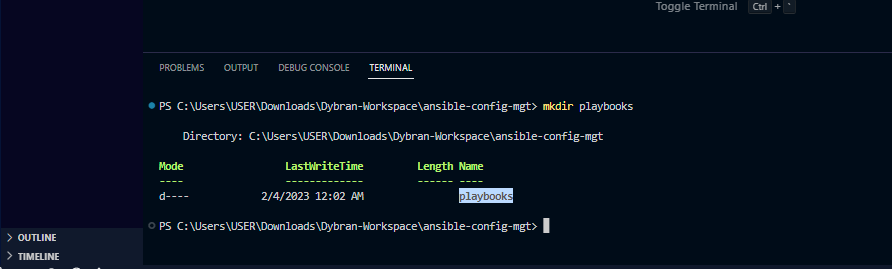 Toggle Terminal Ctrl + '
PROBLEMS OUTPUT DEBUG CONSOLE TERMINAL
PS C:\Users\USER\Downloads\Dybran-Workspace\ansible-config-mgt> mkdir playbooks
Directory: C:\Users\USER\Downloads\Dybran-Workspace\ansible-config-mgt
Mode LastWriteTime Length Name
---- ------------- ------ ----
d---- 2/4/2023 12:02 AM playbooks
PS C:\Users\USER\Downloads\Dybran-Workspace\ansible-config-mgt>
OUTLINE
TIMELINE